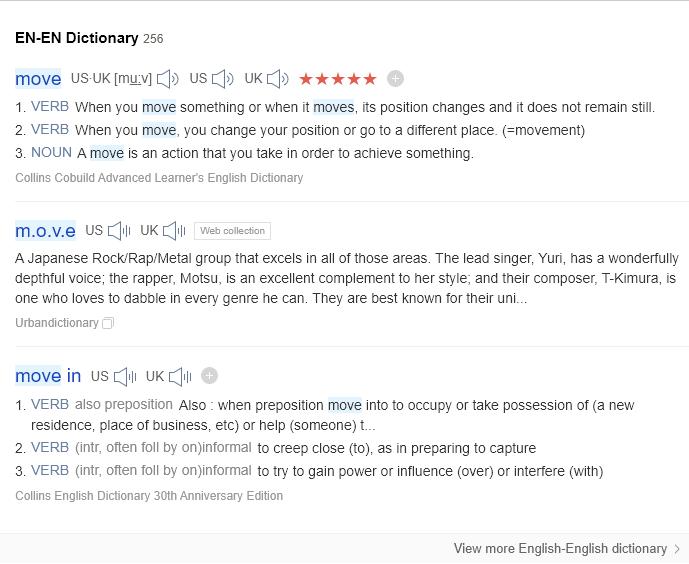 EN-EN Dictionary 256
move US·UK [mu:v] US UK ★★★★★
1. VERB When you move something or when it moves, its position changes and it does not remain still.
2. VERB When you move, you change your position or go to a different place. (=movement)
3. NOUN A move is an action that you take in order to achieve something.
Collins Cobuild Advanced Learner's English Dictionary
m.o.v.e US UK Web collection
A Japanese Rock/Rap/Metal group that excels in all of those areas. The lead singer, Yuri, has a wonderfully
depthful voice; the rapper, Motsu, is an excellent complement to her style; and their composer, T-Kimura, is
one who loves to dabble in every genre he can. They are best known for their uni...
Urbandictionary
move in US UK
1. VERB also preposition Also : when preposition move into to occupy or take possession of (a new
residence, place of business, etc) or help (someone) t...
2. VERB (intr, often foll by on)informal to creep close (to), as in preparing to capture
3. VERB (intr, often foll by on)informal to try to gain power or influence (over) or interfere (with)
Collins English Dictionary 30th Anniversary Edition
View more English-English dictionary >